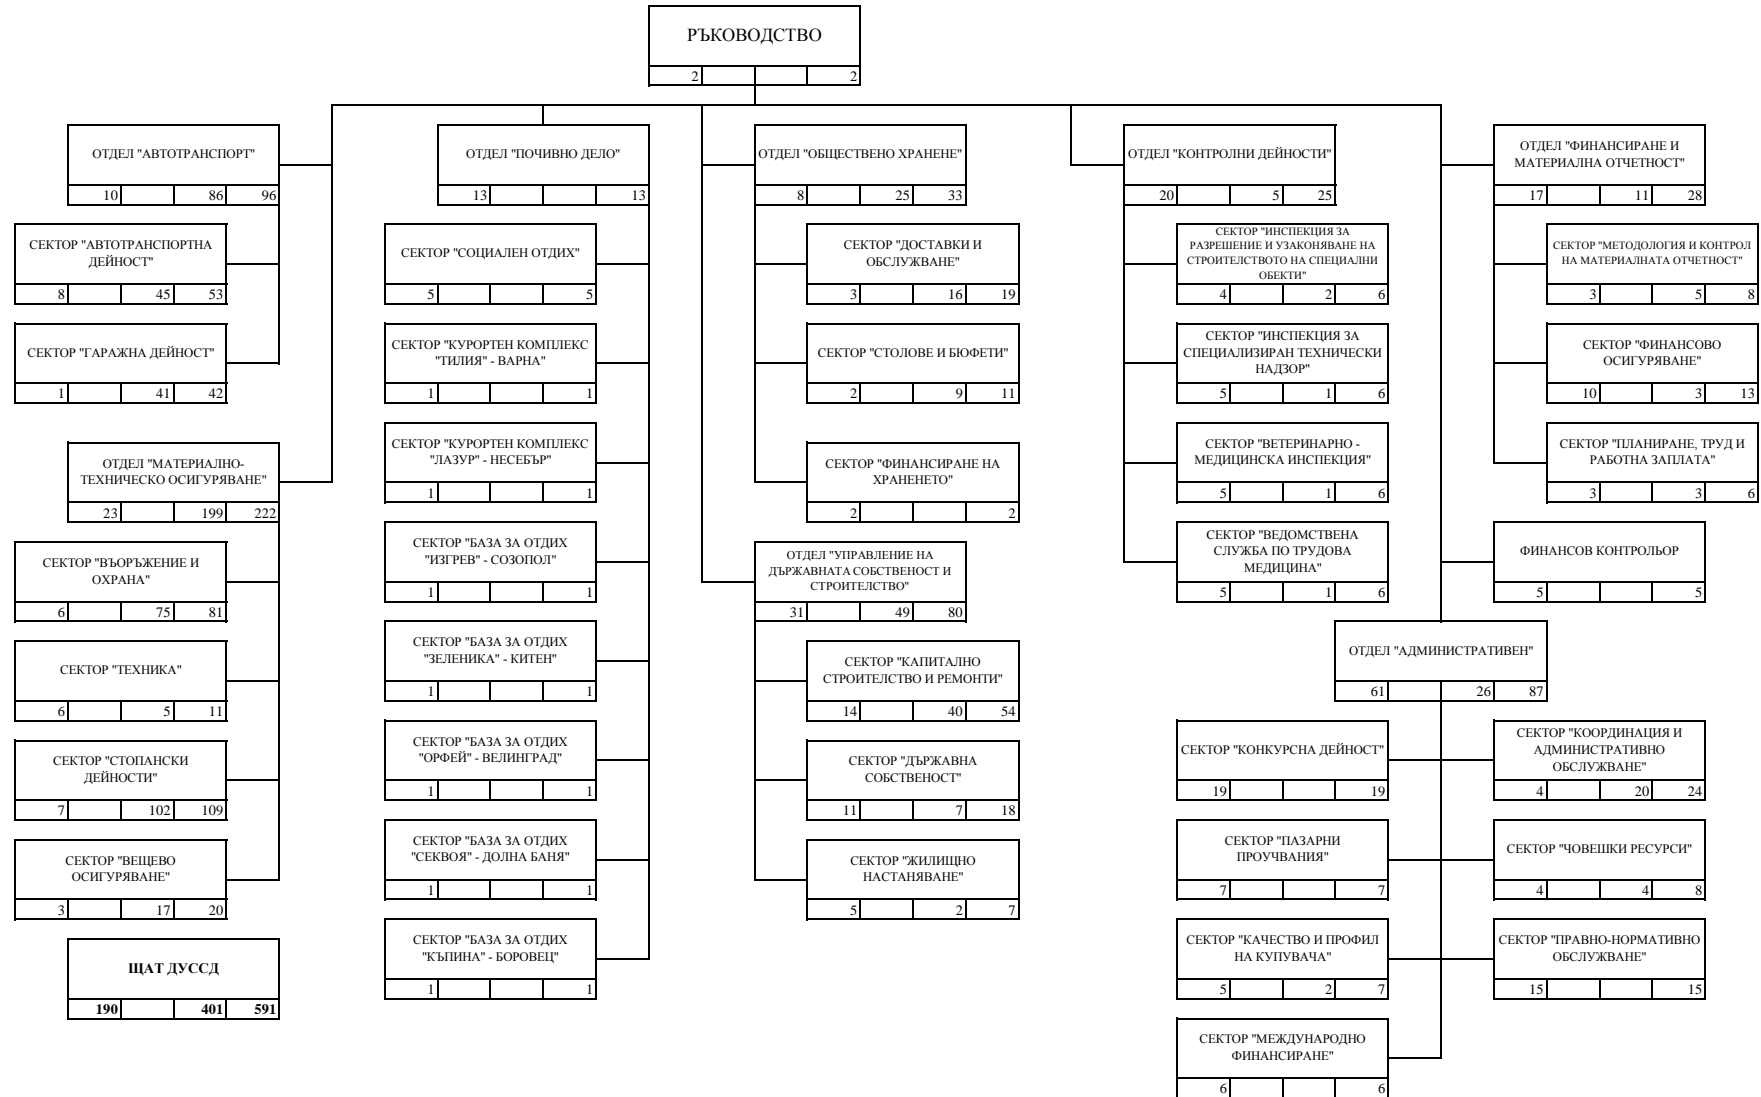 РЪКОВОДСТВО
2 2
ОТДЕЛ "АВТОТРАНСПОРТ"
10 86 96
СЕКТОР "АВТОТРАНСПОРТНА
ДЕЙНОСТ"
8 45 53
СЕКТОР "ГАРАЖНА ДЕЙНОСТ"
1 41 42
ОТДЕЛ "МАТЕРИАЛНО-
ТЕХНИЧЕСКО ОСИГУРЯВАНЕ"
23 199 222
СЕКТОР "ВЪОРЪЖЕНИЕ И
ОХРАНА"
6 75 81
СЕКТОР "ТЕХНИКА"
6 5 11
СЕКТОР "СТОПАНСКИ
ДЕЙНОСТИ"
7 102 109
СЕКТОР "ВЕЩЕВО
ОСИГУРЯВАНЕ"
3 17 20
ЩАТ ДУССД
190 401 591
ОТДЕЛ "ПОЧИВНО ДЕЛО"
13 13
СЕКТОР "СОЦИАЛЕН ОТДИХ"
5 5
СЕКТОР "КУРОРТЕН КОМПЛЕКС
"ТИЛИЯ" - ВАРНА"
1 1
СЕКТОР "КУРОРТЕН КОМПЛЕКС
"ЛАЗУР" - НЕСЕБЪР"
1 1
СЕКТОР "БАЗА ЗА ОТДИХ
"ИЗГРЕВ" - СОЗОПОЛ"
1 1
СЕКТОР "БАЗА ЗА ОТДИХ
"ЗЕЛЕНИКА" - КИТЕН"
1 1
СЕКТОР "БАЗА ЗА ОТДИХ
"ОРФЕЙ" - ВЕЛИНГРАД"
1 1
СЕКТОР "БАЗА ЗА ОТДИХ
"СЕКВОЯ" - ДОЛНА БАНЯ"
1 1
СЕКТОР "БАЗА ЗА ОТДИХ
"КЪПИНА" - БОРОВЕЦ"
1 1
ОТДЕЛ "ОБЩЕСТВЕНО ХРАНЕНЕ"
8 25 33
СЕКТОР "ДОСТАВКИ И
ОБСЛУЖВАНЕ"
3 16 19
СЕКТОР "СТОЛОВЕ И БЮФЕТИ"
2 9 11
СЕКТОР "ФИНАНСИРАНЕ НА
ХРАНЕНЕТО"
2 2
ОТДЕЛ "УПРАВЛЕНИЕ НА
ДЪРЖАВНАТА СОБСТВЕНОСТ И
СТРОИТЕЛСТВО"
31 49 80
СЕКТОР "КАПИТАЛНО
СТРОИТЕЛСТВО И РЕМОНТИ"
14 40 54
СЕКТОР "ДЪРЖАВНА
СОБСТВЕНОСТ"
11 7 18
СЕКТОР "ЖИЛИЩНО
НАСТАНЯВАНЕ"
5 2 7
ОТДЕЛ "КОНТРОЛНИ ДЕЙНОСТИ"
20 5 25
СЕКТОР "ИНСПЕКЦИЯ ЗА
РАЗРЕШЕНИЕ И УЗАКОНЯВАНЕ НА
СТРОИТЕЛСТВОТО НА СПЕЦИАЛНИ
ОБЕКТИ"
4 2 6
СЕКТОР "ИНСПЕКЦИЯ ЗА
СПЕЦИАЛИЗИРАН ТЕХНИЧЕСКИ
НАДЗОР"
5 1 6
СЕКТОР "ВЕТЕРИНАРНО -
МЕДИЦИНСКА ИНСПЕКЦИЯ"
5 1 6
СЕКТОР "ВЕДОМСТВЕНА
СЛУЖБА ПО ТРУДОВА
МЕДИЦИНА"
5 1 6
ОТДЕЛ "ФИНАНСИРАНЕ И
МАТЕРИАЛНА ОТЧЕТНОСТ"
17 11 28
СЕКТОР "МЕТОДОЛОГИЯ И КОНТРОЛ
НА МАТЕРИАЛНАТА ОТЧЕТНОСТ"
3 5 8
СЕКТОР "ФИНАНСОВО
ОСИГУРЯВАНЕ"
10 3 13
СЕКТОР "ПЛАНИРАНЕ, ТРУД И
РАБОТНА ЗАПЛАТА"
3 3 6
ФИНАНСОВ КОНТРОЛЬОР
5 5
ОТДЕЛ "АДМИНИСТРАТИВЕН"
61 26 87
СЕКТОР "КОНКУРСНА ДЕЙНОСТ"
19 19
СЕКТОР "КООРДИНАЦИЯ И
АДМИНИСТРАТИВНО
ОБСЛУЖВАНЕ"
4 20 24
СЕКТОР "ПАЗАРНИ
ПРОУЧВАНИЯ"
7 7
СЕКТОР "ЧОВЕШКИ РЕСУРСИ"
4 4 8
СЕКТОР "КАЧЕСТВО И ПРОФИЛ
НА КУПУВАЧА"
5 2 7
СЕКТОР "ПРАВНО-НОРМАТИВНО
ОБСЛУЖВАНЕ"
15 15
СЕКТОР "МЕЖДУНАРОДНО
ФИНАНСИРАНЕ"
6 6